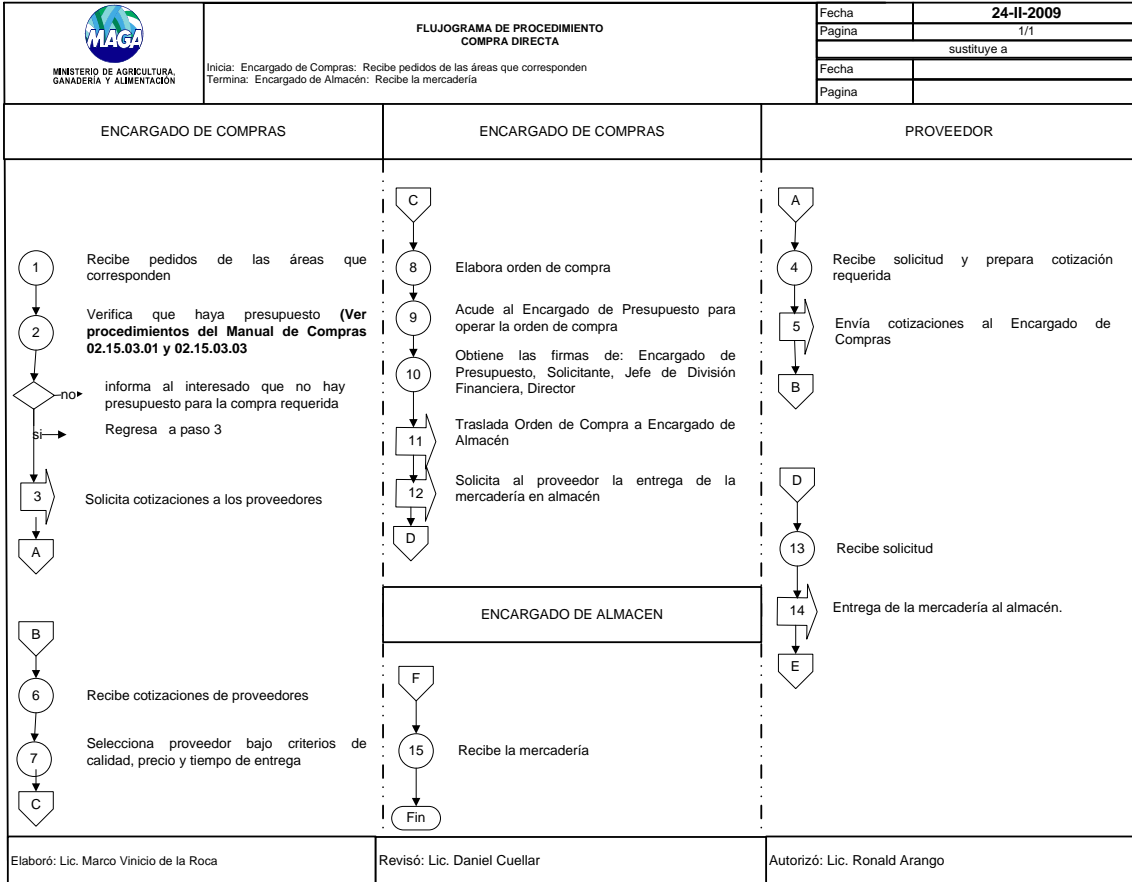 MAGA
MINISTERIO DE AGRICULTURA,
GANADERÍA Y ALIMENTACIÓN
FLUJOGRAMA DE PROCEDIMIENTO
COMPRA DIRECTA
Inicia: Encargado de Compras: Recibe pedidos de las áreas que corresponden
Termina: Encargado de Almacén: Recibe la mercadería
Fecha 24-II-2009
Pagina 1/1
sustituye a
Fecha
Pagina
ENCARGADO DE COMPRAS
1
Recibe pedidos de las áreas que
corresponden
2
Verifica que haya presupuesto (Ver
procedimientos del Manual de Compras
02.15.03.01 y 02.15.03.03
no
informa al interesado que no hay
presupuesto para la compra requerida
si
Regresa a paso 3
3
Solicita cotizaciones a los proveedores
A
B
6
Recibe cotizaciones de proveedores
7
Selecciona proveedor bajo criterios de
calidad, precio y tiempo de entrega
C
ENCARGADO DE COMPRAS
C
8
Elabora orden de compra
9
Acude al Encargado de Presupuesto para
operar la orden de compra
10
Obtiene las firmas de: Encargado de
Presupuesto, Solicitante, Jefe de División
Financiera, Director
11
Traslada Orden de Compra a Encargado de
Almacén
12
Solicita al proveedor la entrega de la
mercadería en almacén
D
ENCARGADO DE ALMACEN
F
15
Recibe la mercadería
Fin
PROVEEDOR
A
4
Recibe solicitud y prepara cotización
requerida
5
Envía cotizaciones al Encargado de
Compras
B
D
13
Recibe solicitud
14
Entrega de la mercadería al almacén.
E
Elaboró: Lic. Marco Vinicio de la Roca
Revisó: Lic. Daniel Cuellar
Autorizó: Lic. Ronald Arango